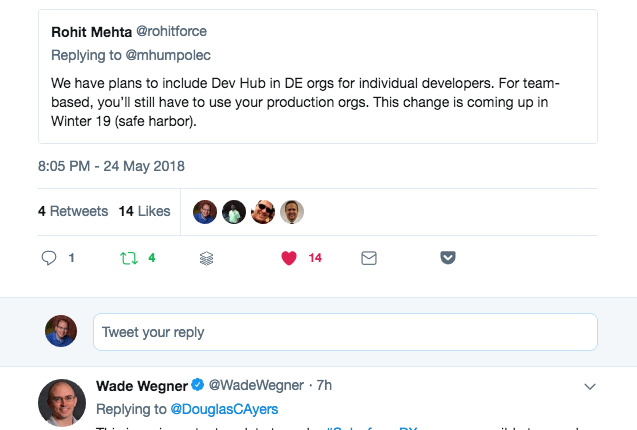 Rohit Mehta @rohitforce
Replying to @mhumpolec
We have plans to include Dev Hub in DE orgs for individual developers. For team-
based, you'll still have to use your production orgs. This change is coming up in
Winter 19 (safe harbor).
8:05 PM - 24 May 2018
4 Retweets 14 Likes
1 4 14
Tweet your reply
Wade Wegner @WadeWegner · 7h
Replying to @DouglasCAyers